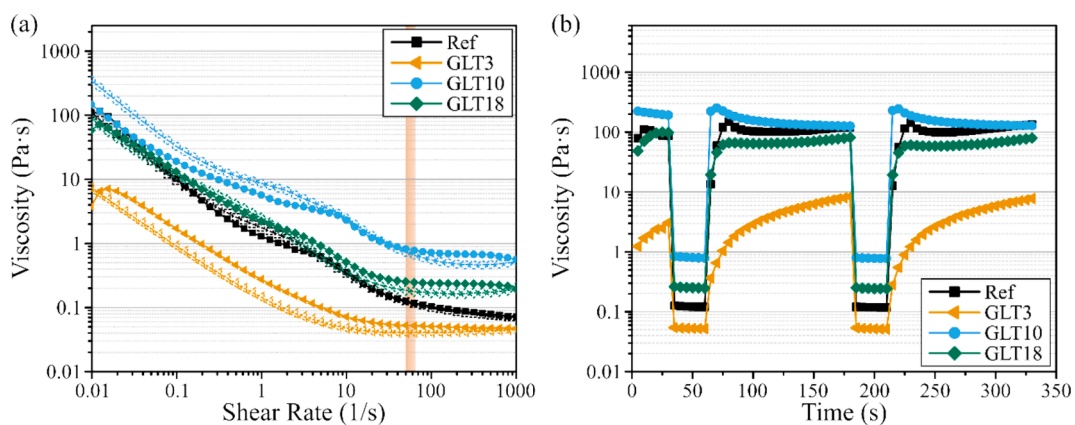 (a)
1000
100
10
1
0.1
0.01
Viscosity (Pa·s)
Ref
GLT3
GLT10
GLT18
0.01
0.1
1
10
100
1000
Shear Rate (1/s)
(b)
1000
100
10
1
0.1
0.01
Viscosity (Pa·s)
Ref
GLT3
GLT10
GLT18
0
50
100
150
200
250
300
350
Time (s)